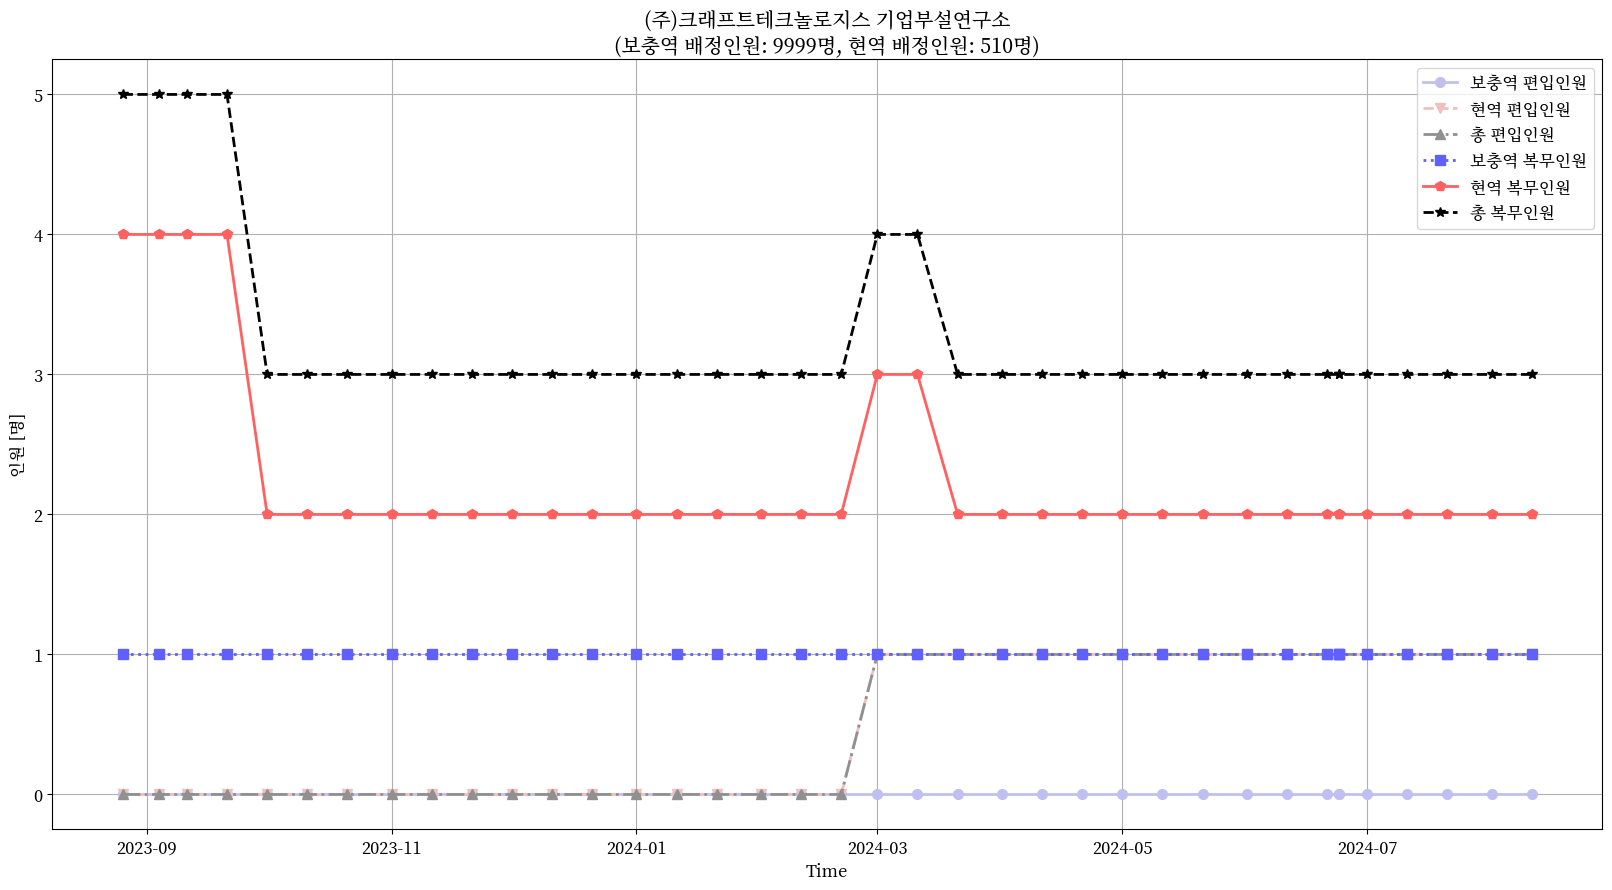 (주)크래프트테크놀로지스 기업부설연구소
(보충역 배정인원: 9999명, 현역 배정인원: 510명)
보충역 편입인원
현역 편입인원
총 편입인원
보충역 복무인원
현역 복무인원
총 복무인원
인원 [명]
5
4
3
2
1
0
2023-09
2023-11
2024-01
2024-03
2024-05
2024-07
Time